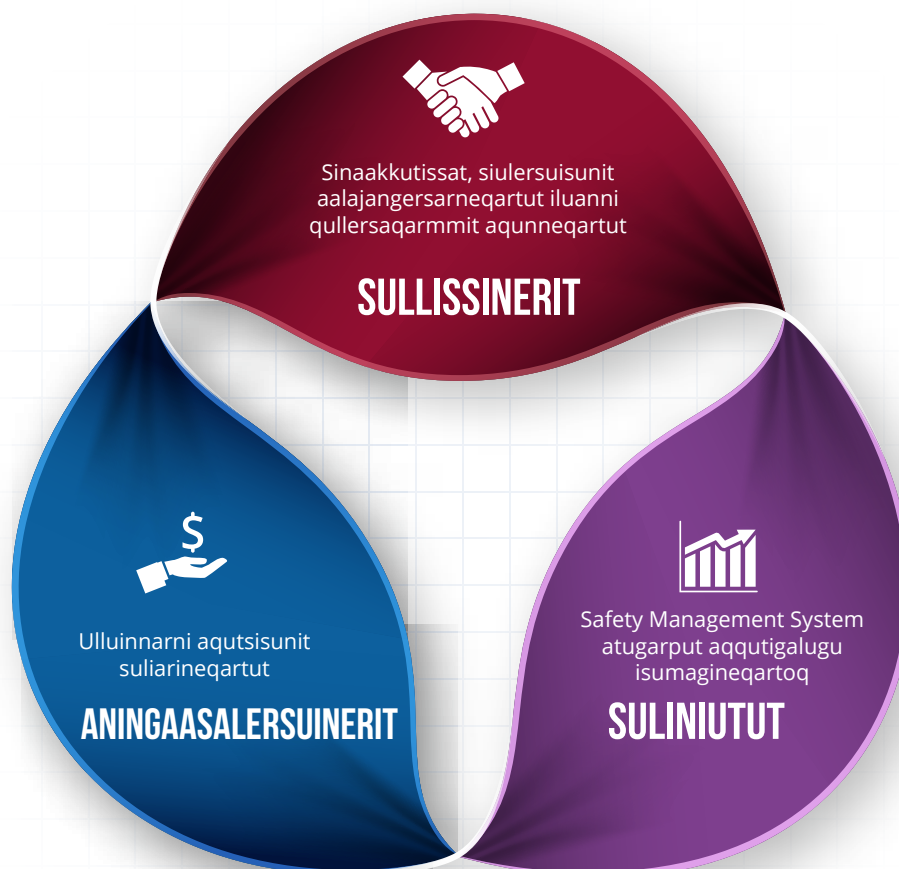 Sinaakkutissat, siulersuisunit
aalajangersarneqartut iluanni
qullersaqarmmit aqunneqartut
SULLISSINERIT
$
Ulluinnarni aqutsisunit
suliarineqartut
ANINGAASALERSUINERIT
Safety Management System
atugarput aqqutigalugu
isumagineqartoq
SULINIUTUT